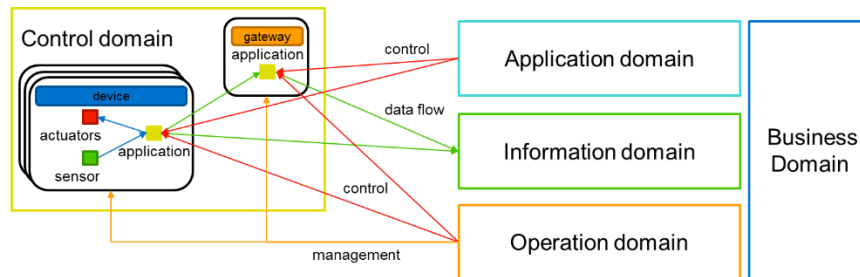 Control domain
gateway
application
device
actuators
application
sensor
control
data flow
control
management
Application domain
Information domain
Operation domain
Business
Domain